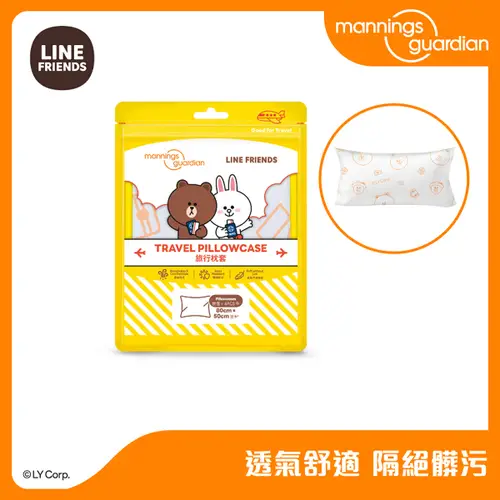 LINE
FRIENDS
mannings
guardian
Good for Travel
mannings
guardian
LINE FRIENDS
TRAVEL PILLOWCASE
旅行枕套
Pillowcases
80cm x
50cm
©LY Corp.
透氣舒適 隔絕髒污